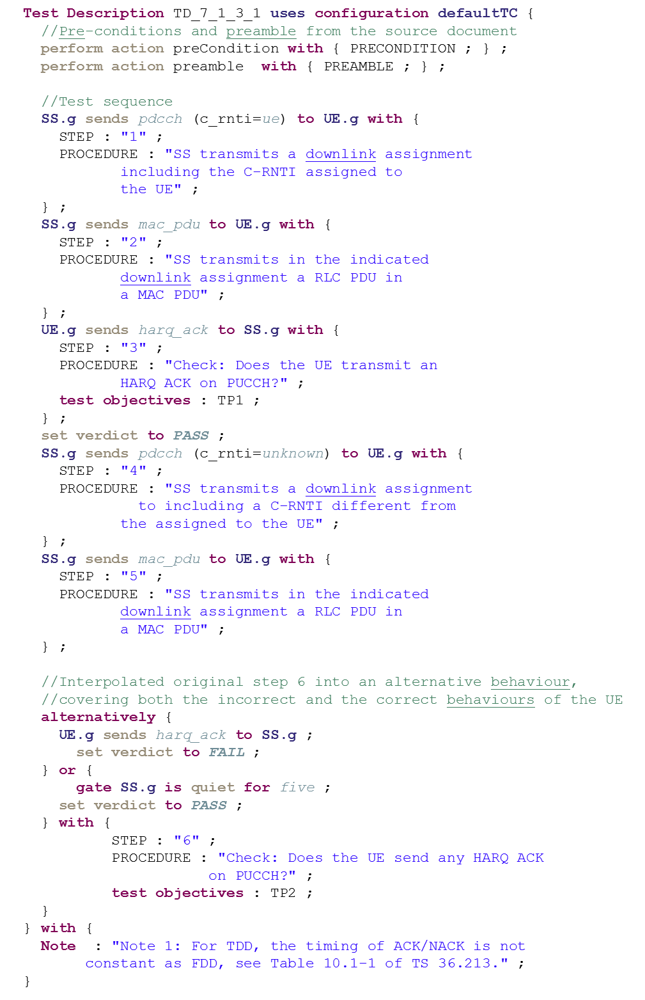 Test Description TD_7_1_3_1 uses configuration defaultTC {
//Pre-conditions and preamble from the source document
perform action preCondition with { PRECONDITION ; } ;
perform action preamble with { PREAMBLE ; } ;
//Test sequence
SS.g sends pdcch (c_rnti=ue) to UE.g with {
STEP : "1" ;
PROCEDURE : "SS transmits a downlink assignment
including the C-RNTI assigned to
the UE" ;
} ;
SS.g sends mac_pdu to UE.g with {
STEP : "2" ;
PROCEDURE : "SS transmits in the indicated
downlink assignment a RLC PDU in
a MAC PDU" ;
} ;
UE.g sends harq_ack to SS.g with {
STEP : "3" ;
PROCEDURE : "Check: Does the UE transmit an
HARQ ACK on PUCCH?" ;
test objectives : TP1 ;
} ;
set verdict to PASS ;
SS.g sends pdcch (c_rnti=unknown) to UE.g with {
STEP : "4" ;
PROCEDURE : "SS transmits a downlink assignment
to including a C-RNTI different from
the assigned to the UE" ;
} ;
SS.g sends mac_pdu to UE.g with {
STEP : "5" ;
PROCEDURE : "SS transmits in the indicated
downlink assignment a RLC PDU in
a MAC PDU" ;
} ;
//Interpolated original step 6 into an alternative behaviour,
//covering both the incorrect and the correct behaviours of the UE
alternatively {
UE.g sends harq_ack to SS.g ;
set verdict to FAIL ;
} or {
gate SS.g is quiet for five ;
set verdict to PASS ;
} with {
STEP : "6" ;
PROCEDURE : "Check: Does the UE send any HARQ ACK
on PUCCH?" ;
test objectives : TP2 ;
}
} with {
Note : "Note 1: For TDD, the timing of ACK/NACK is not
constant as FDD, see Table 10.1-1 of TS 36.213." ;
}